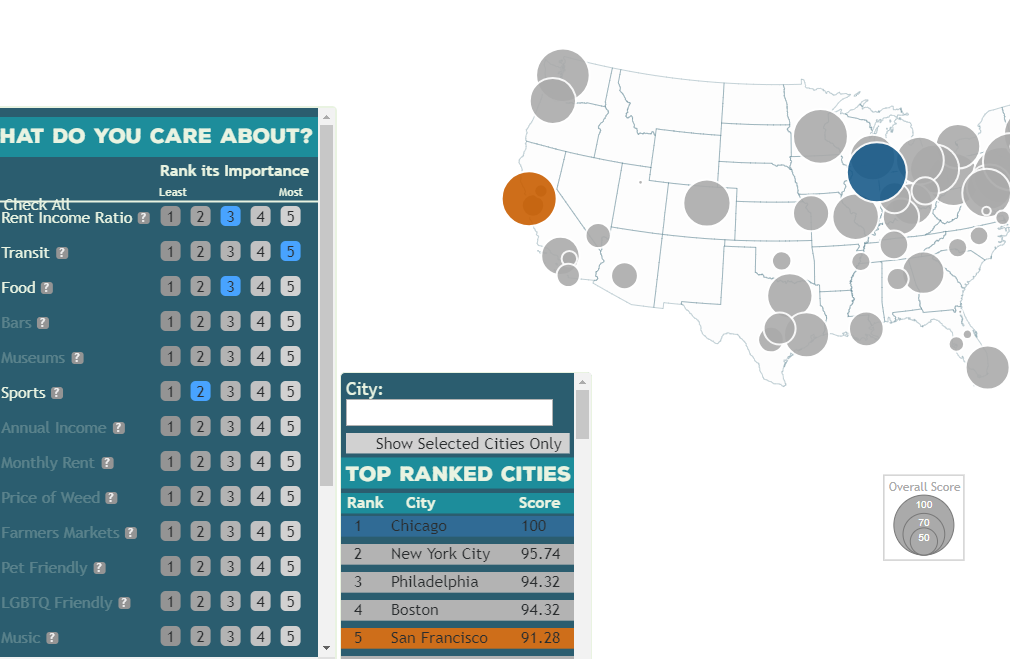 HAT DO YOU CARE ABOUT?
Rank its Importance
Least Most
Check All
Rent Income Ratio ? 1 2 3 4 5
Transit ? 1 2 3 4 5
Food ? 1 2 3 4 5
Bars ? 1 2 3 4 5
Museums ? 1 2 3 4 5
Sports ? 1 2 3 4 5
Annual Income ? 1 2 3 4 5
Monthly Rent ? 1 2 3 4 5
Price of Weed ? 1 2 3 4 5
Farmers Markets ? 1 2 3 4 5
Pet Friendly ? 1 2 3 4 5
LGBTQ Friendly ? 1 2 3 4 5
Music ? 1 2 3 4 5
City:
Show Selected Cities Only
TOP RANKED CITIES
Rank City Score
1 Chicago 100
2 New York City 95.74
3 Philadelphia 94.32
4 Boston 94.32
5 San Francisco 91.28
Overall Score
100
70
50